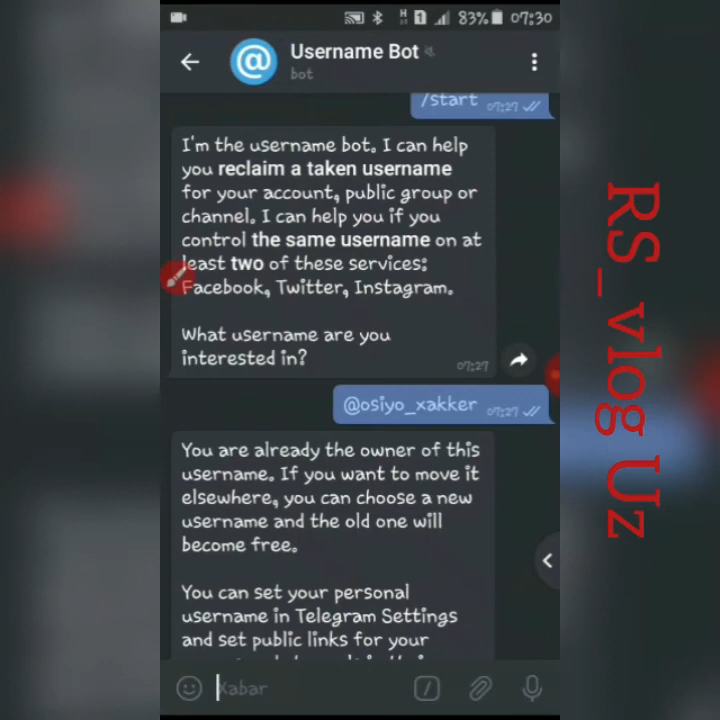 83% 07:30
Username Bot
bot
/start 07:27
I'm the username bot. I can help
you reclaim a taken username
for your account, public group or
channel. I can help you if you
control the same username on at
least two of these services:
Facebook, Twitter, Instagram.
What username are you
interested in?
07:27
@osiyo_xakker 07:27
You are already the owner of this
username. If you want to move it
elsewhere, you can choose a new
username and the old one will
become free.
You can set your personal
username in Telegram Settings
and set public links for your
Xabar
RS_vlog Uz